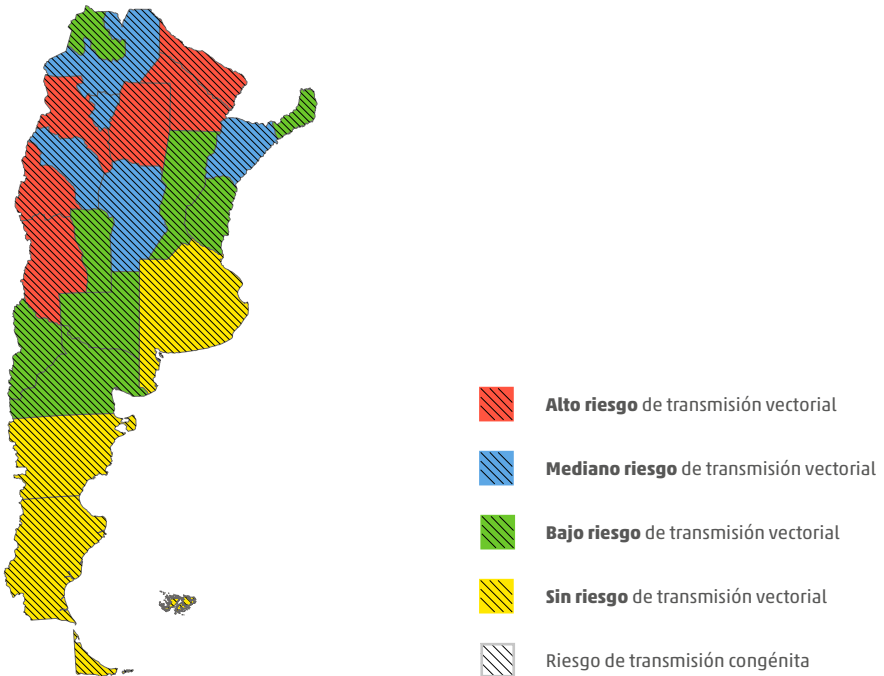 Alto riesgo de transmisión vectorial
Mediano riesgo de transmisión vectorial
Bajo riesgo de transmisión vectorial
Sin riesgo de transmisión vectorial
Riesgo de transmisión congénita